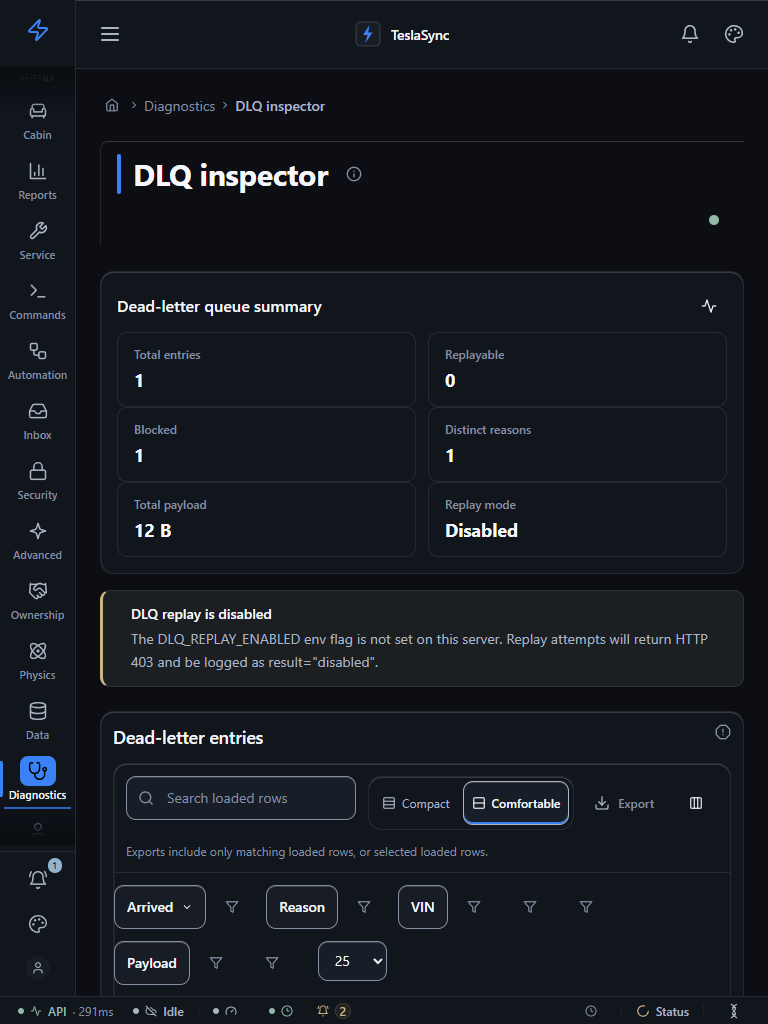 TeslaSync
Energy
Cabin
Reports
Service
Commands
Automation
Inbox
Security
Advanced
Ownership
Physics
Data
Diagnostics
1
Diagnostics
DLQ inspector
DLQ inspector
Dead-letter queue summary
Total entries
1
Replayable
0
Blocked
1
Distinct reasons
1
Total payload
12 B
Replay mode
Disabled
DLQ replay is disabled
The DLQ_REPLAY_ENABLED env flag is not set on this server. Replay attempts will return HTTP
403 and be logged as result="disabled".
Dead-letter entries
Search loaded rows
Compact
Comfortable
Export
Exports include only matching loaded rows, or selected loaded rows.
Arrived
Reason
VIN
Payload
25
API · 291ms
Idle
2
Status